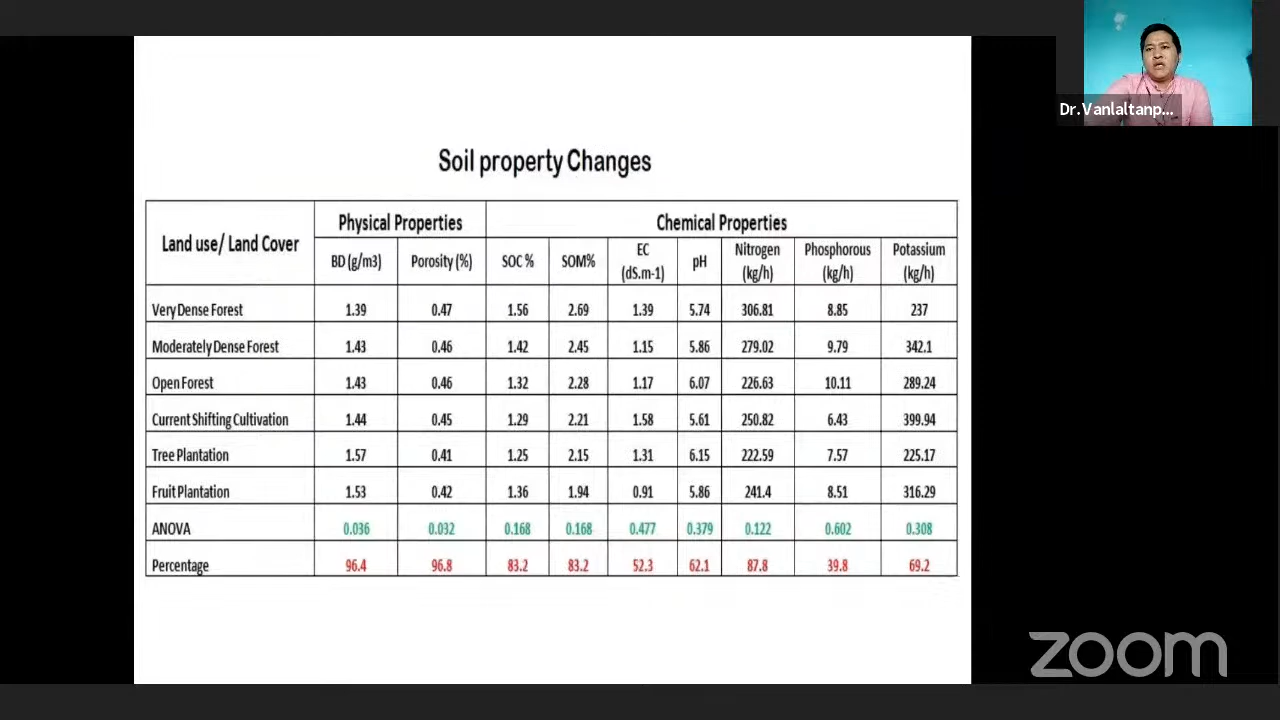 Dr.Vanlaltanp...
Soil property Changes
Land use/ Land Cover Physical Properties Chemical Properties
BD (g/m3) Porosity (%) SOC % SOM% EC (dS.m-1) pH Nitrogen (kg/h) Phosphorous (kg/h) Potassium (kg/h)
Very Dense Forest 1.39 0.47 1.56 2.69 1.39 5.74 306.81 8.85 237
Moderately Dense Forest 1.43 0.46 1.42 2.45 1.15 5.86 279.02 9.79 342.1
Open Forest 1.43 0.46 1.32 2.28 1.17 6.07 226.63 10.11 289.24
Current Shifting Cultivation 1.44 0.45 1.29 2.21 1.58 5.61 250.82 6.43 399.94
Tree Plantation 1.57 0.41 1.25 2.15 1.31 6.15 222.59 7.57 225.17
Fruit Plantation 1.53 0.42 1.36 1.94 0.91 5.86 241.4 8.51 316.29
ANOVA 0.036 0.032 0.168 0.168 0.477 0.379 0.122 0.602 0.308
Percentage 96.4 96.8 83.2 83.2 52.3 62.1 87.8 39.8 69.2
zoom